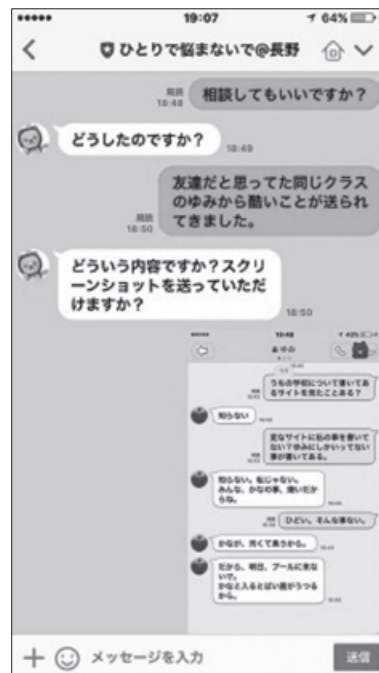 19:07
64%
ひとりで悩まないで@長野
相談してもいいですか?
既読
18:48
どうしたのですか?
18:49
友達だと思ってた同じクラス
のゆみから酷いことが送られ
てきました。
既読
18:50
どういう内容ですか?スクリ
ーンショットを送っていただ
けますか?
18:50
ゆみ
うちの学校について書いてあ
るサイトを見たことある?
知らない
変なサイトに私の事を書いて
ない?ゆみにしかいってない
事が書いてある。
知らない。私じゃない。
みんな、かなの事、嫌いだか
らね。
ひどい。そんな事ない。
かなが、汚くて臭うから。
だから、明日、プールに来な
いで。
かなと入るとばい菌がうつる
から。
メッセージを入力
送信